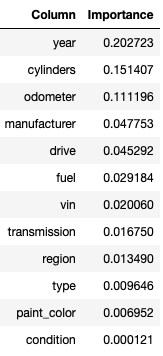 Column Importance
year 0.202723
cylinders 0.151407
odometer 0.111196
manufacturer 0.047753
drive 0.045292
fuel 0.029184
vin 0.020060
transmission 0.016750
region 0.013490
type 0.009646
paint_color 0.006952
condition 0.000121